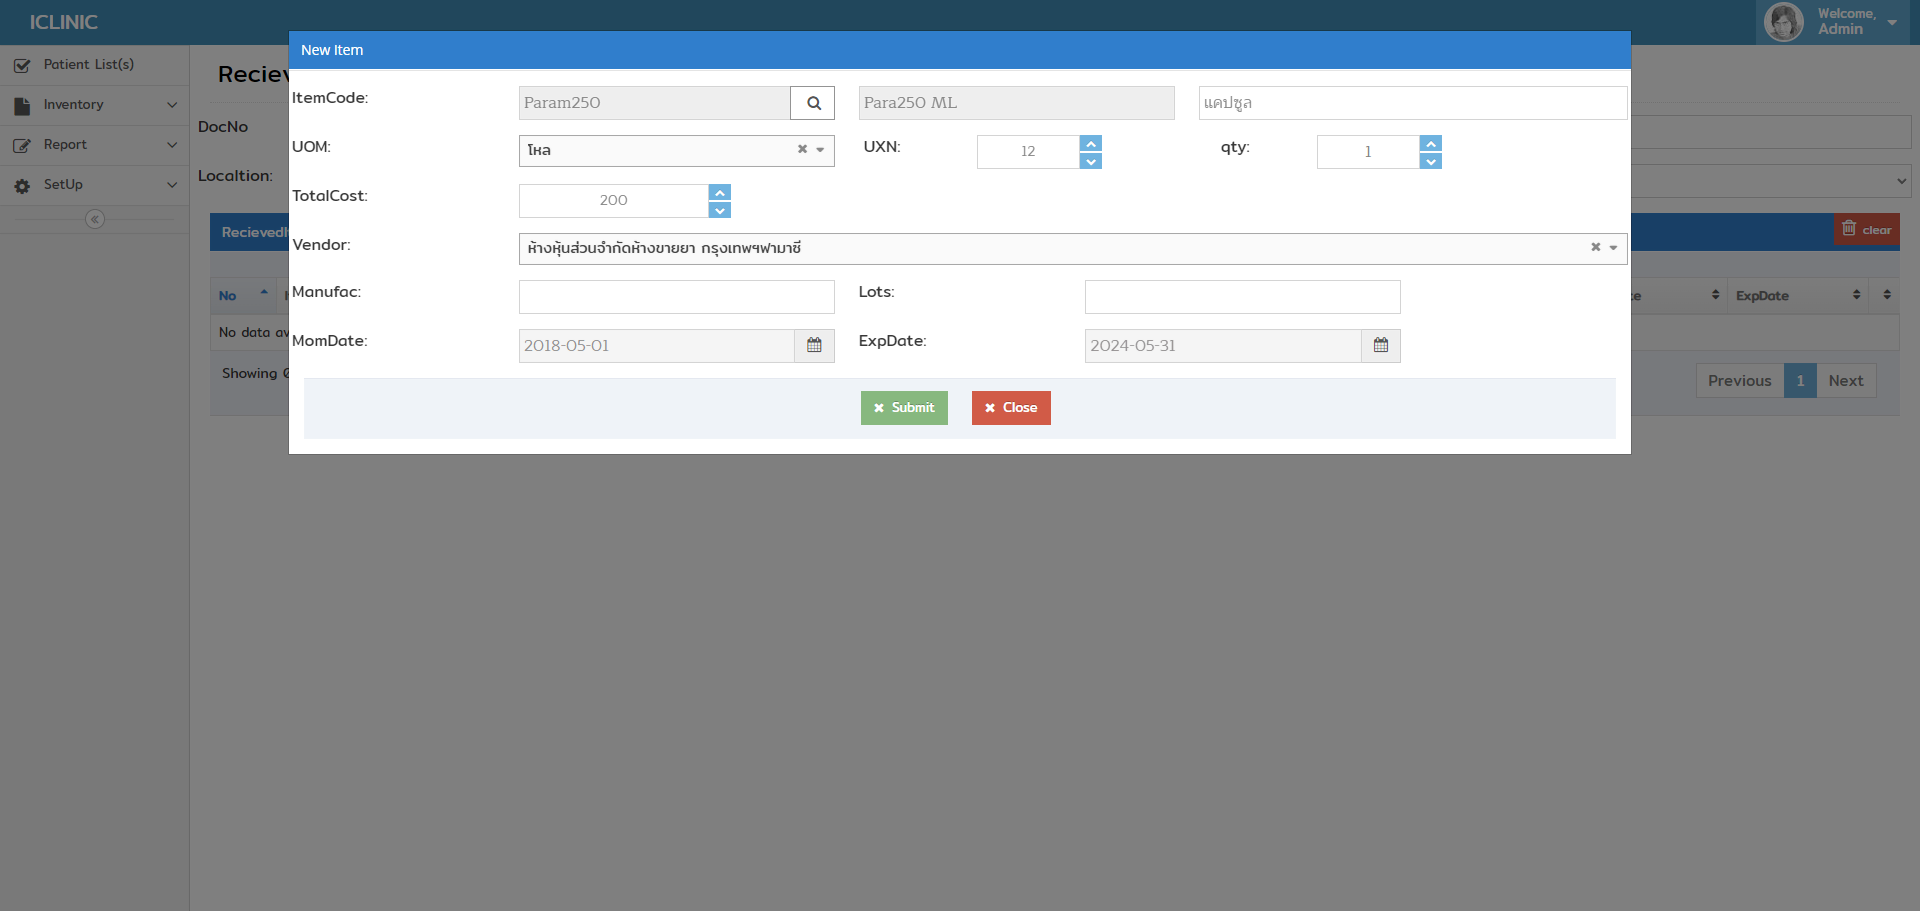 ICLINIC
Welcome,
Admin
Patient List(s)
Inventory
Report
SetUp
DocNo
Localtion:
clear
No
ExpDate
No data
Showing
Previous 1 Next
New Item
ItemCode: Param250 Para250 ML แคปซูล
UOM: โหล UXN: 12 qty: 1
TotalCost: 200
Vendor: ห้างหุ้นส่วนจำกัดห้างขายยา กรุงเทพฯฟามาซี
Manufac: Lots:
MomDate: 2018-05-01 ExpDate: 2024-05-31
Submit Close